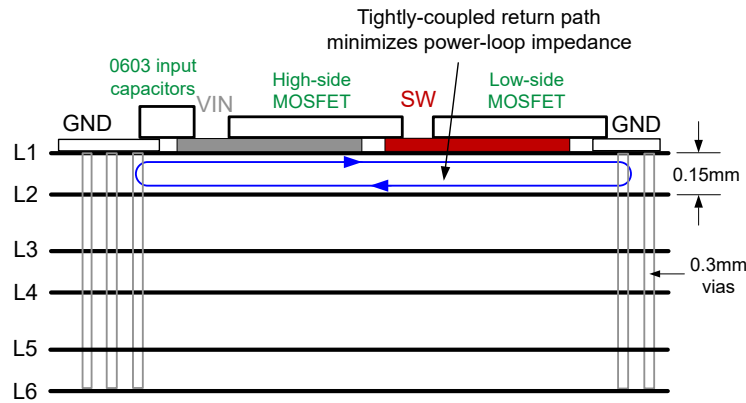 Tightly-coupled return path
minimizes power-loop impedance
0603 input
capacitors
VIN
High-side
MOSFET
SW
Low-side
MOSFET
GND
GND
L1
0.15mm
L2
L3
0.3mm
vias
L4
L5
L6